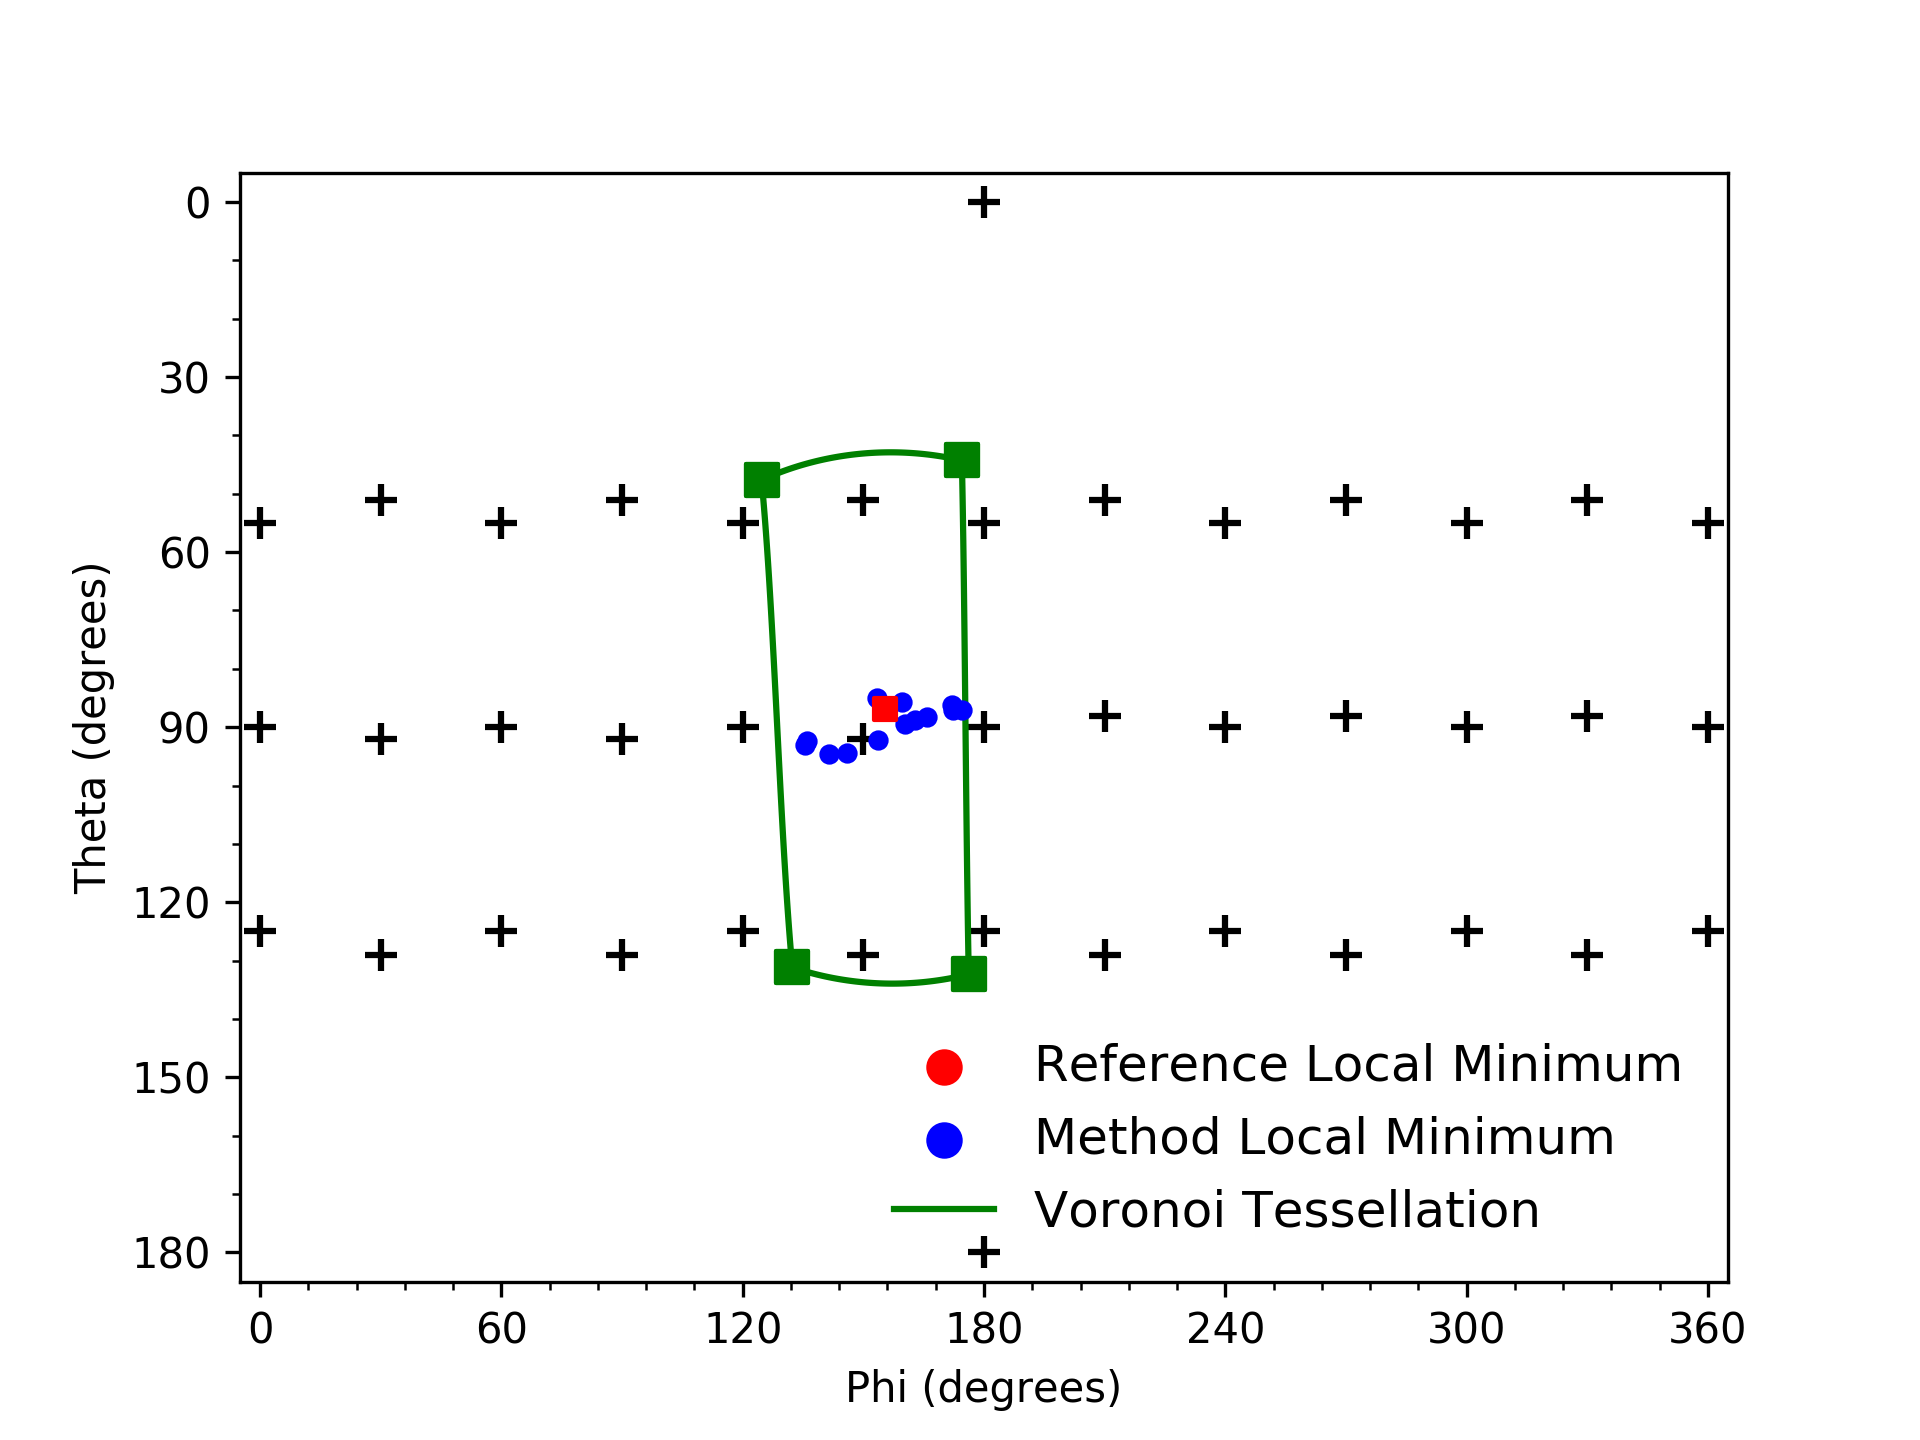 0
30
60
90
120
150
180
Theta (degrees)
Reference Local Minimum
Method Local Minimum
Voronoi Tessellation
0 60 120 180 240 300 360
Phi (degrees)